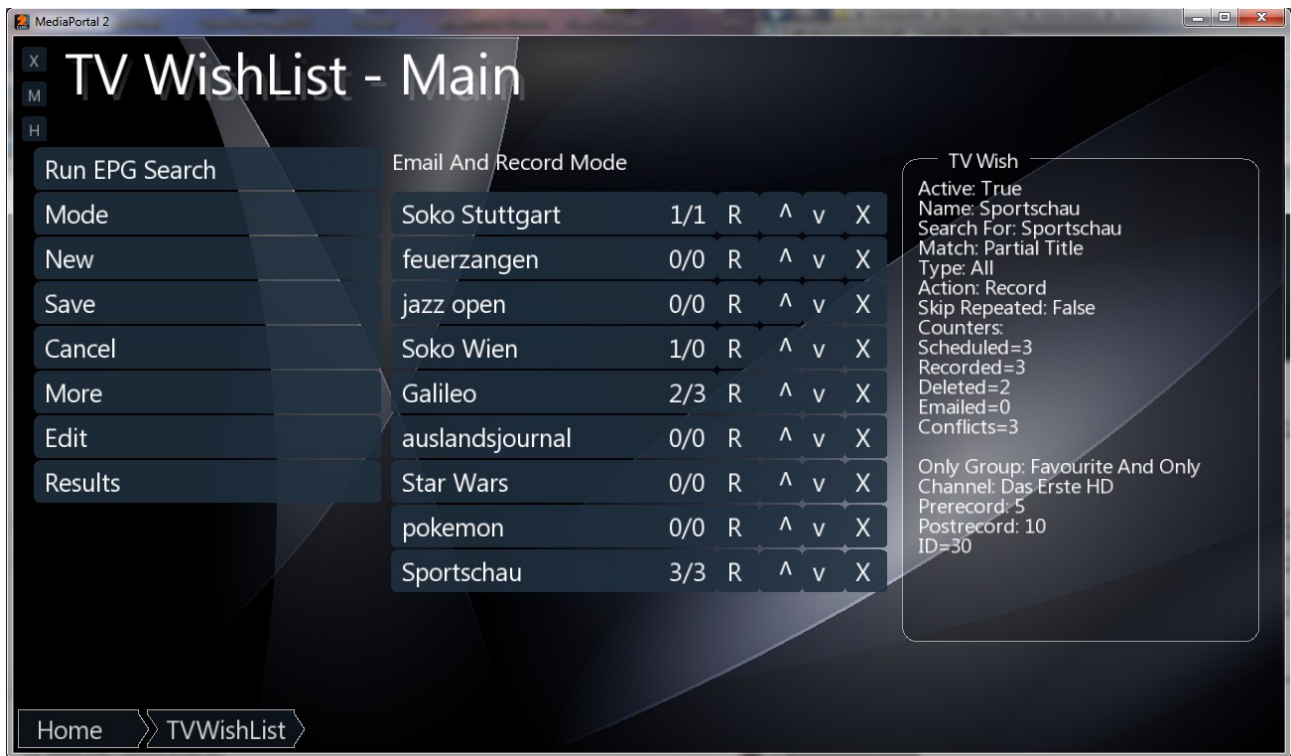 MediaPortal 2
X
M
H
TV WishList - Main
Run EPG Search
Mode
New
Save
Cancel
More
Edit
Results
Email And Record Mode
Soko Stuttgart 1/1 R ^ v X
feuerzangen 0/0 R ^ v X
jazz open 0/0 R ^ v X
Soko Wien 1/0 R ^ v X
Galileo 2/3 R ^ v X
auslandsjournal 0/0 R ^ v X
Star Wars 0/0 R ^ v X
pokemon 0/0 R ^ v X
Sportschau 3/3 R ^ v X
TV Wish
Active: True
Name: Sportschau
Search For: Sportschau
Match: Partial Title
Type: All
Action: Record
Skip Repeated: False
Counters:
Scheduled=3
Recorded=3
Deleted=2
Emailed=0
Conflicts=3
Only Group: Favourite And Only
Channel: Das Erste HD
Prerecord: 5
Postrecord: 10
ID=30
Home
TVWishList